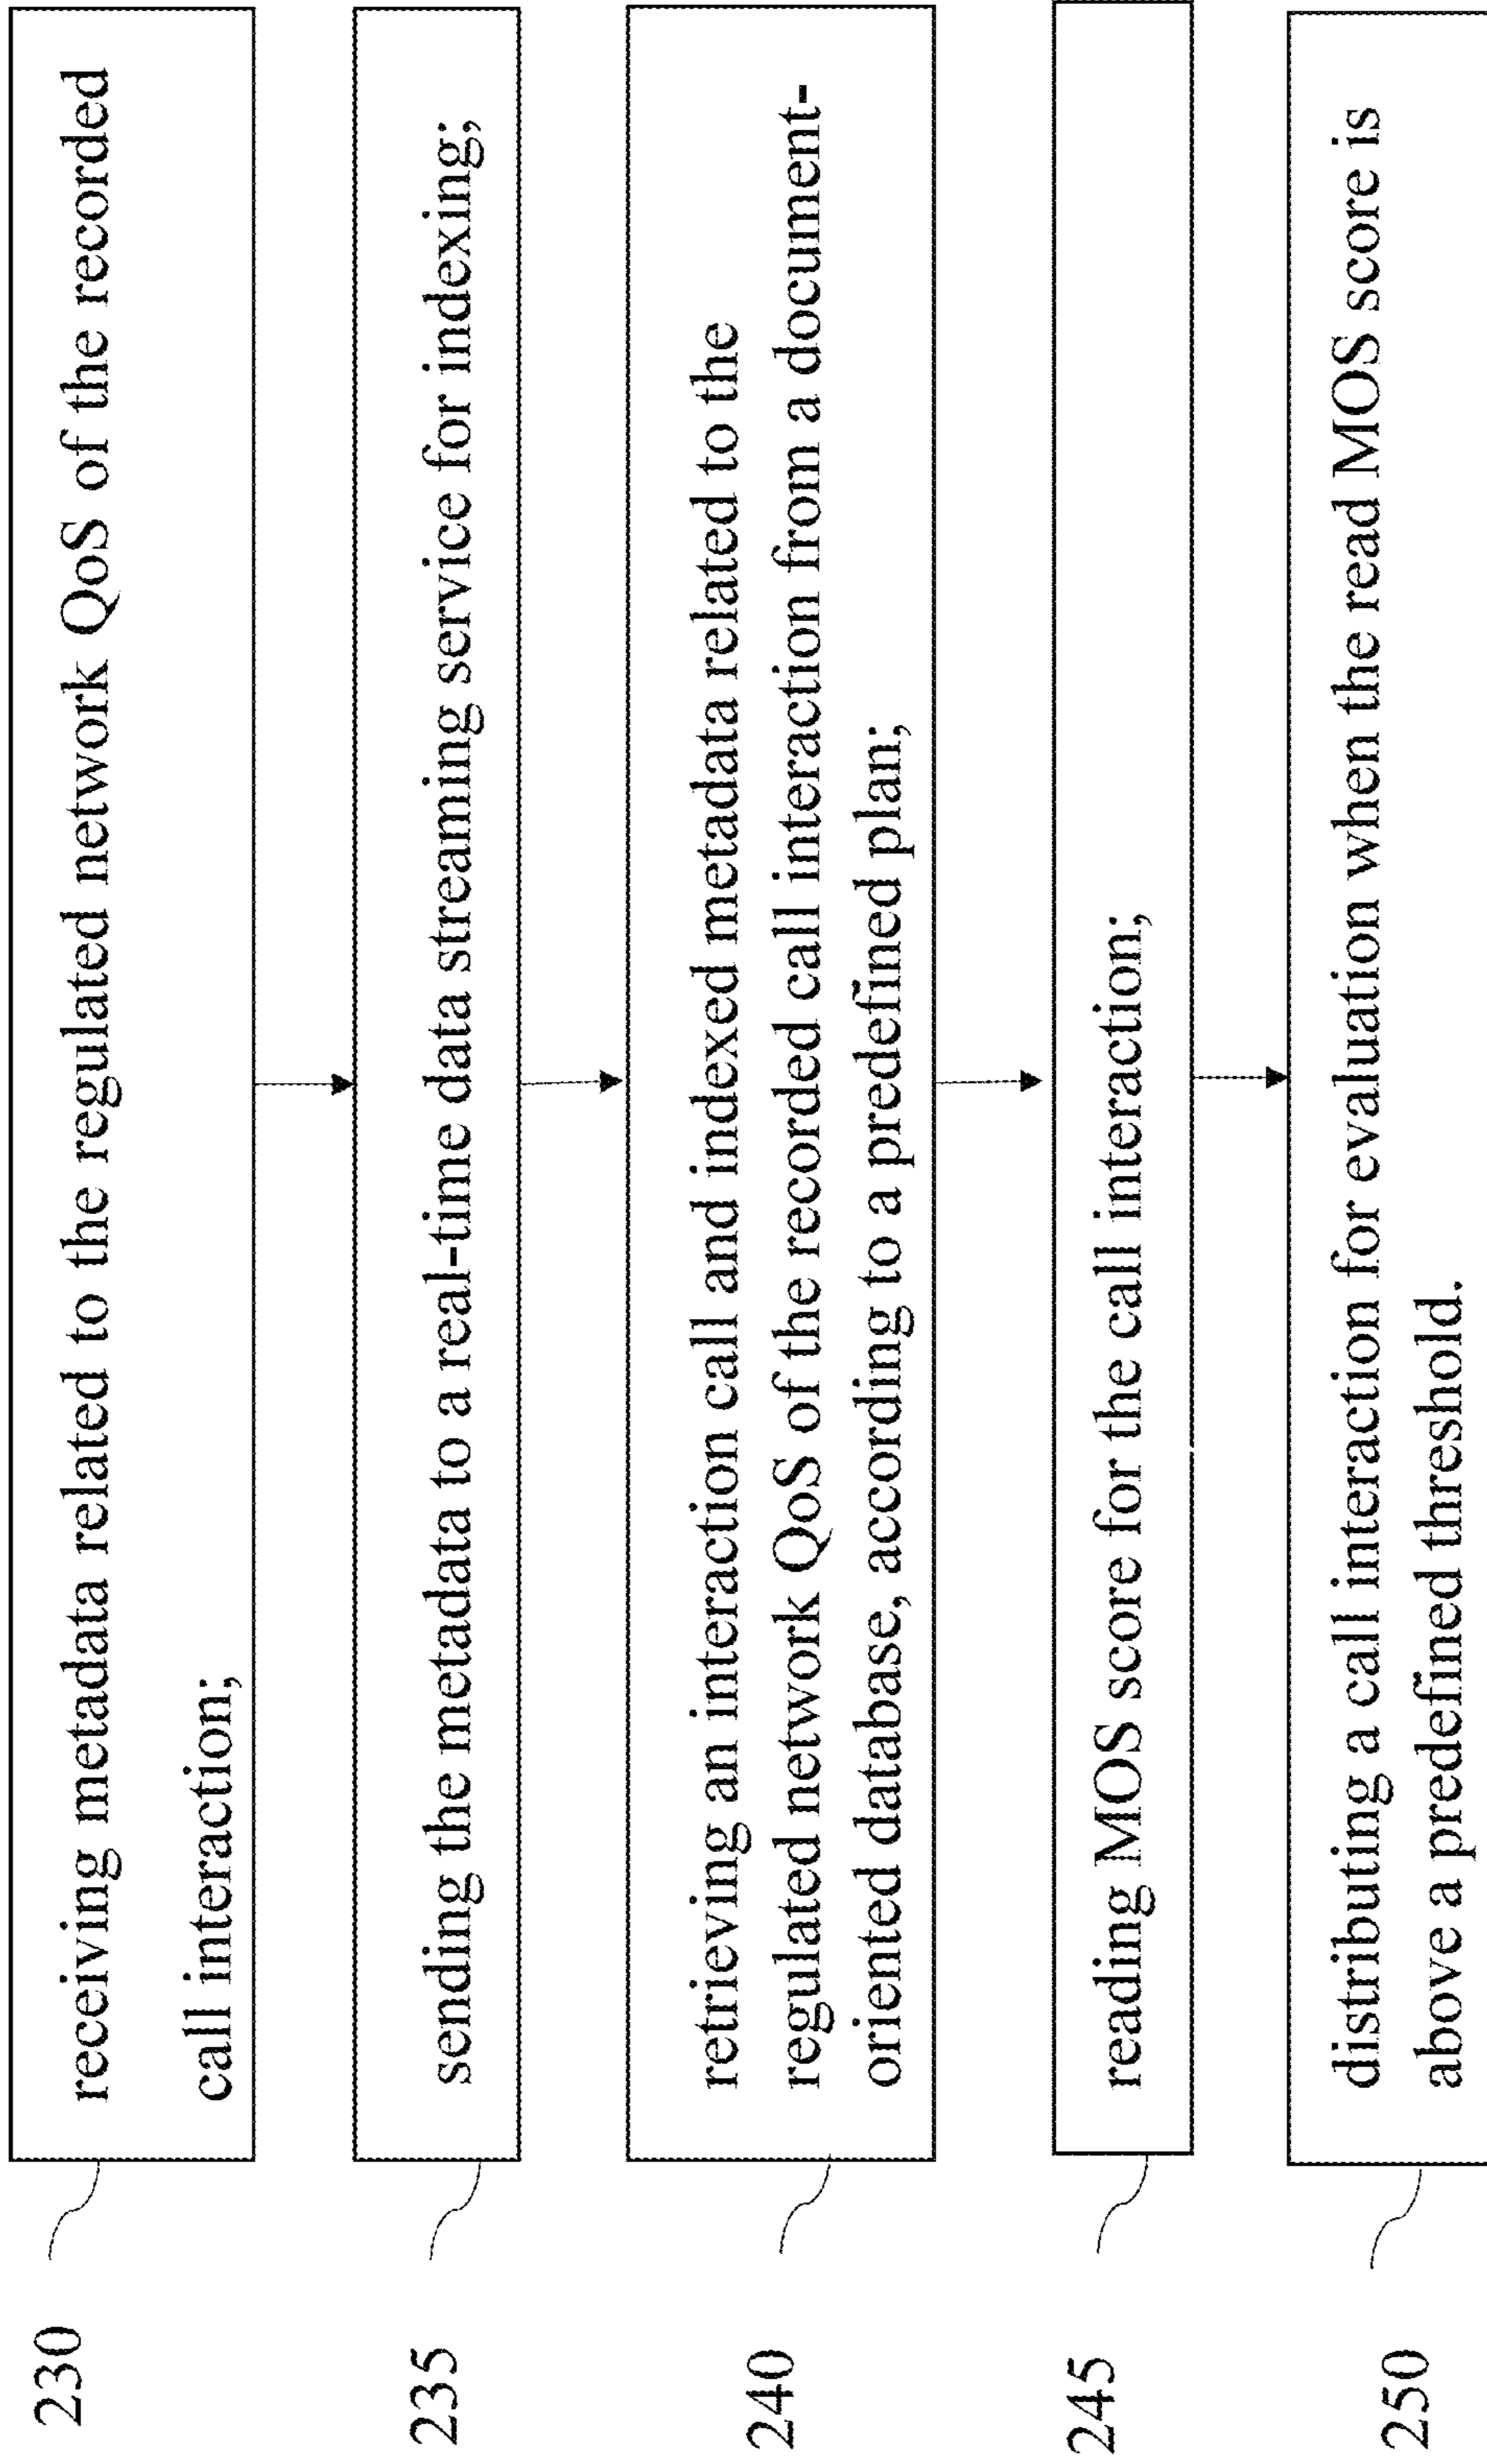 230
receiving metadata related to the regulated network QoS of the recorded
call interaction;
235
sending the metadata to a real-time data streaming service for indexing;
240
retrieving an interaction call and indexed metadata related to the
regulated network QoS of the recorded call interaction from a document-
oriented database, according to a predefined plan;
245
reading MOS score for the call interaction;
250
distributing a call interaction for evaluation when the read MOS score is
above a predefined threshold.